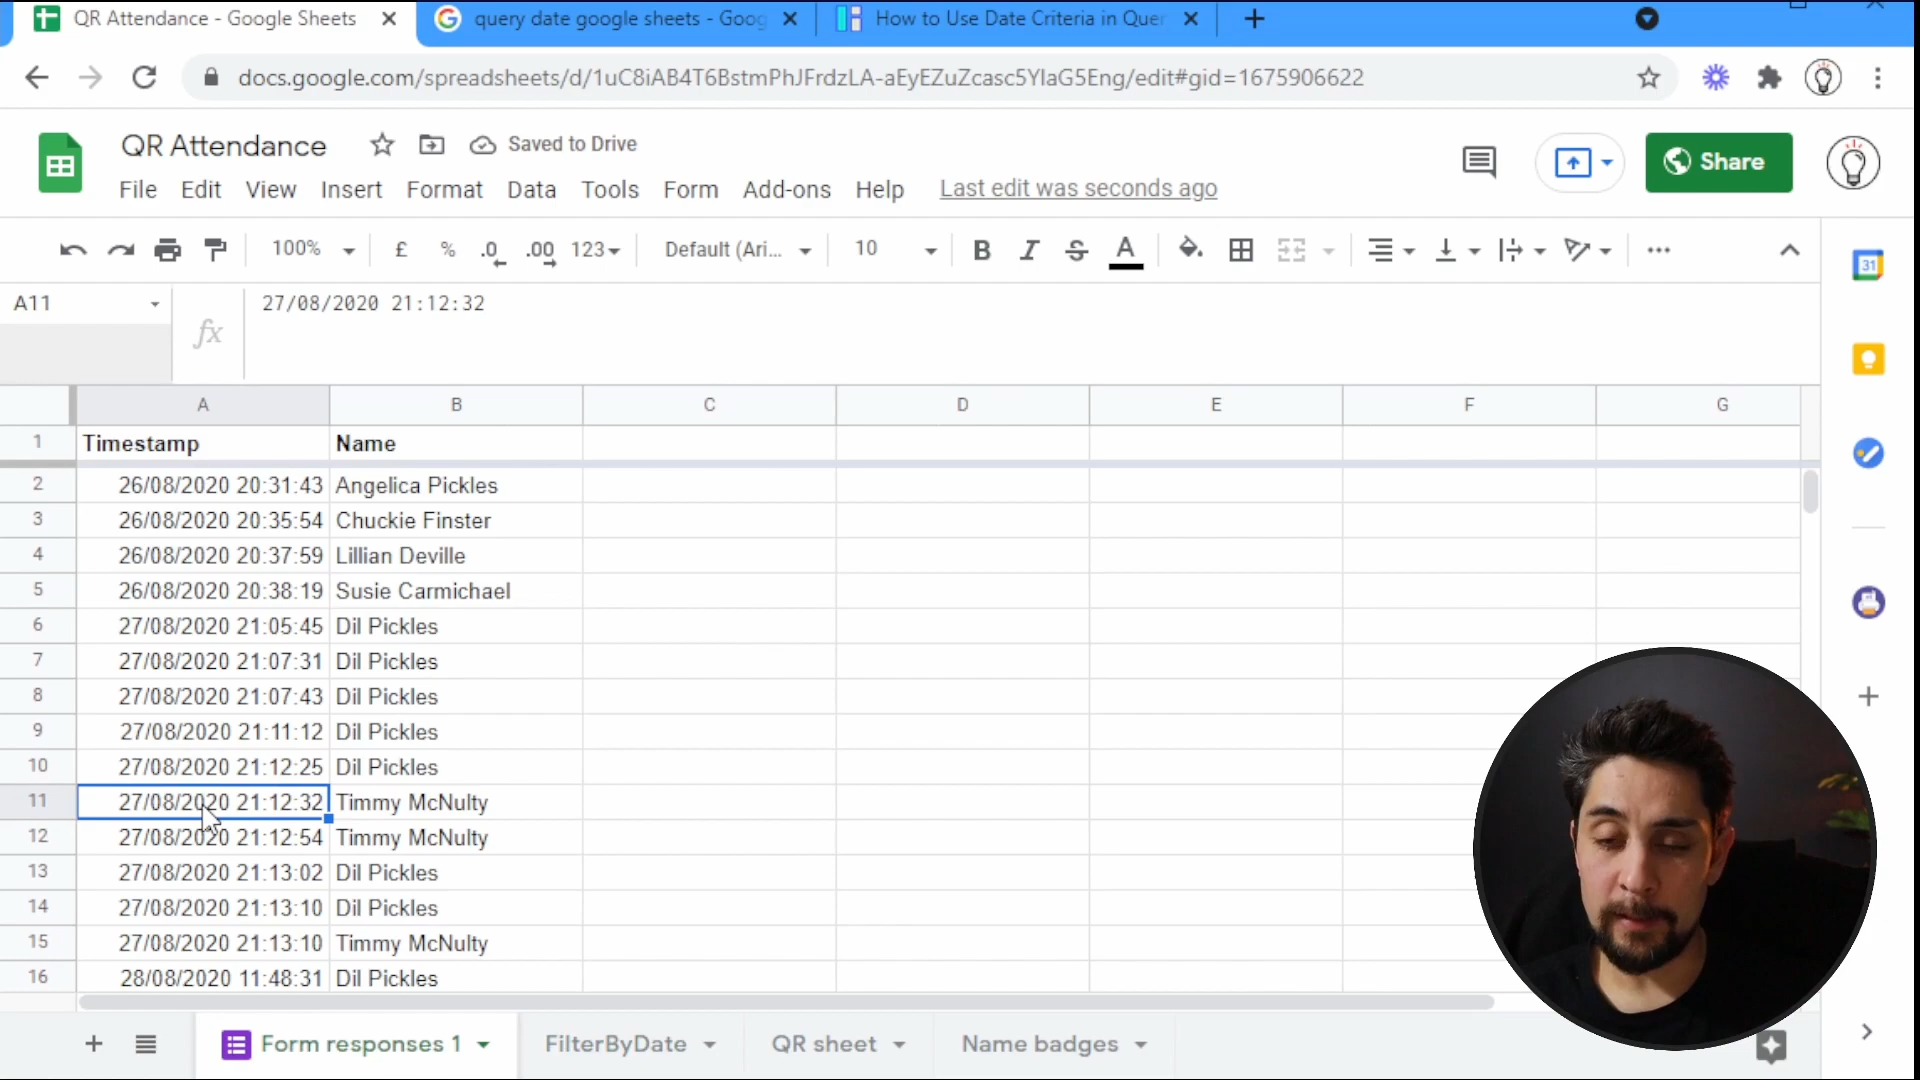 QR Attendance - Google Sheets
query date google sheets - Goog
How to Use Date Criteria in Quer
docs.google.com/spreadsheets/d/1uC8iAB4T6BstmPhJFrdzLA-aEyEZuZcasc5YlaG5Eng/edit#gid=1675906622
QR Attendance
Saved to Drive
Share
File Edit View Insert Format Data Tools Form Add-ons Help Last edit was seconds ago
100% £ % .0 .00 123 Default (Ari... 10 B I S A
31
A11
fx 27/08/2020 21:12:32
A B C D E F G
1 Timestamp Name
2 26/08/2020 20:31:43 Angelica Pickles
3 26/08/2020 20:35:54 Chuckie Finster
4 26/08/2020 20:37:59 Lillian Deville
5 26/08/2020 20:38:19 Susie Carmichael
6 27/08/2020 21:05:45 Dil Pickles
7 27/08/2020 21:07:31 Dil Pickles
8 27/08/2020 21:07:43 Dil Pickles
9 27/08/2020 21:11:12 Dil Pickles
10 27/08/2020 21:12:25 Dil Pickles
11 27/08/2020 21:12:32 Timmy McNulty
12 27/08/2020 21:12:54 Timmy McNulty
13 27/08/2020 21:13:02 Dil Pickles
14 27/08/2020 21:13:10 Dil Pickles
15 27/08/2020 21:13:10 Timmy McNulty
16 28/08/2020 11:48:31 Dil Pickles
Form responses 1 FilterByDate QR sheet Name badges